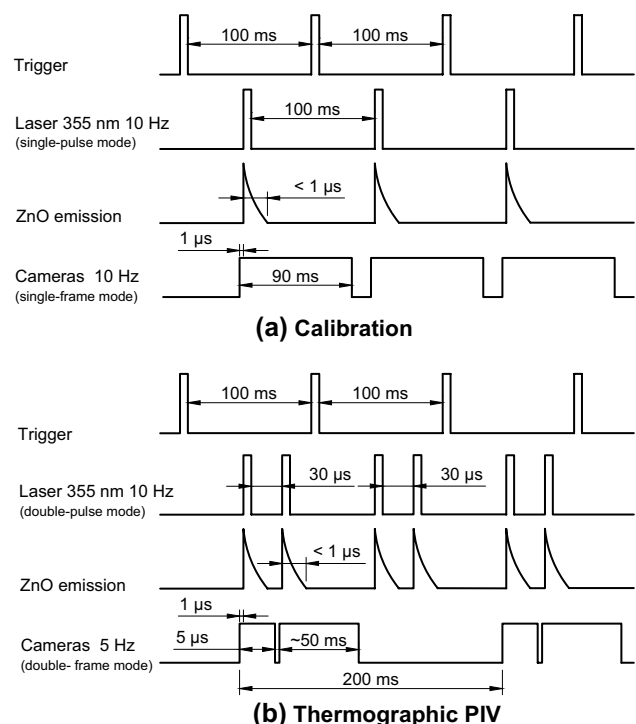 100 ms 100 ms
Trigger
Laser 355 nm 10 Hz
(single-pulse mode)
100 ms
ZnO emission
< 1 µs
1 µs
Cameras 10 Hz
(single-frame mode)
90 ms
(a) Calibration
100 ms 100 ms
Trigger
Laser 355 nm 10 Hz
(double-pulse mode)
30 µs 30 µs
ZnO emission
< 1 µs
1 µs
Cameras 5 Hz
(double- frame mode)
5 µs ~50 ms
200 ms
(b) Thermographic PIV